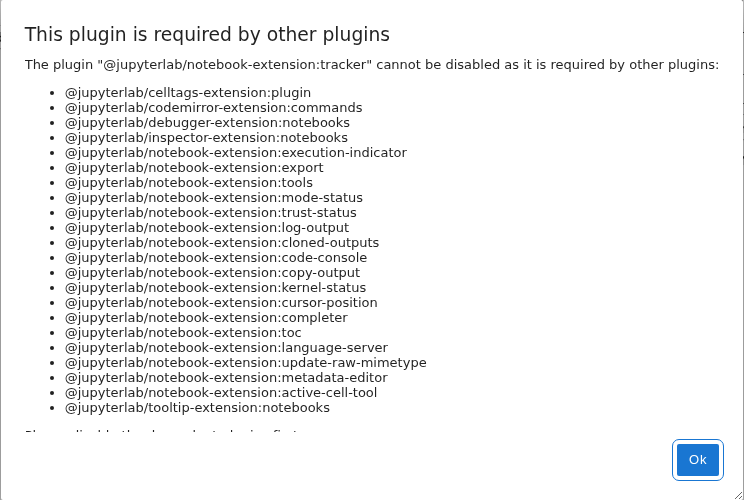 This plugin is required by other plugins
The plugin "@jupyterlab/notebook-extension:tracker" cannot be disabled as it is required by other plugins:
@jupyterlab/celltags-extension:plugin
@jupyterlab/codemirror-extension:commands
@jupyterlab/debugger-extension:notebooks
@jupyterlab/inspector-extension:notebooks
@jupyterlab/notebook-extension:execution-indicator
@jupyterlab/notebook-extension:export
@jupyterlab/notebook-extension:tools
@jupyterlab/notebook-extension:mode-status
@jupyterlab/notebook-extension:trust-status
@jupyterlab/notebook-extension:log-output
@jupyterlab/notebook-extension:cloned-outputs
@jupyterlab/notebook-extension:code-console
@jupyterlab/notebook-extension:copy-output
@jupyterlab/notebook-extension:kernel-status
@jupyterlab/notebook-extension:cursor-position
@jupyterlab/notebook-extension:completer
@jupyterlab/notebook-extension:toc
@jupyterlab/notebook-extension:language-server
@jupyterlab/notebook-extension:update-raw-mimetype
@jupyterlab/notebook-extension:metadata-editor
@jupyterlab/notebook-extension:active-cell-tool
@jupyterlab/tooltip-extension:notebooks
Ok